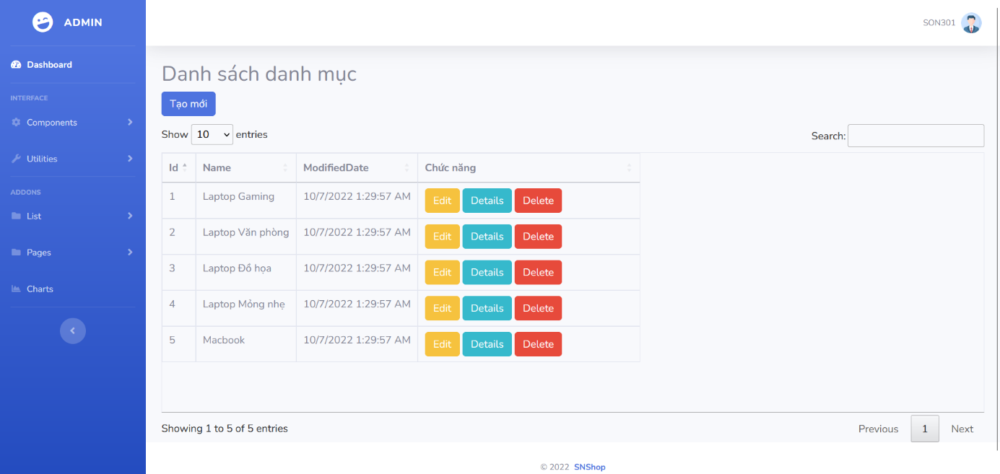 ADMIN
SON301
Dashboard
INTERFACE
Components
Utilities
ADDONS
List
Pages
Charts
Danh sách danh mục
Tạo mới
Show 10 entries
Search:
Id Name ModifiedDate Chức năng
1 Laptop Gaming 10/7/2022 1:29:57 AM Edit Details Delete
2 Laptop Văn phòng 10/7/2022 1:29:57 AM Edit Details Delete
3 Laptop Đồ họa 10/7/2022 1:29:57 AM Edit Details Delete
4 Laptop Mỏng nhẹ 10/7/2022 1:29:57 AM Edit Details Delete
5 Macbook 10/7/2022 1:29:57 AM Edit Details Delete
Showing 1 to 5 of 5 entries
Previous 1 Next
© 2022 SNShop